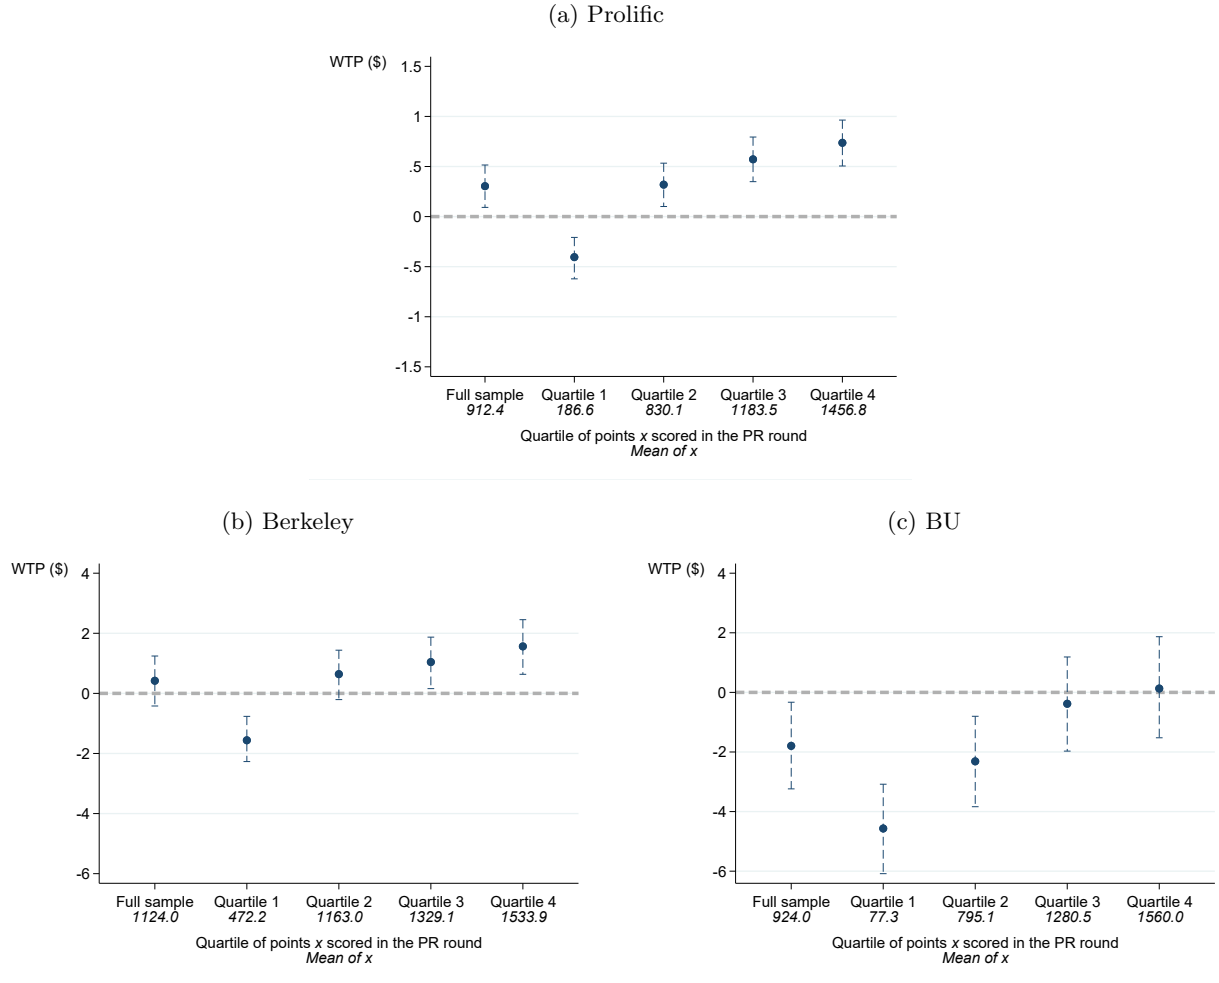 (a) Prolific
WTP ($)
1.5
1
.5
0
-.5
-1
-1.5
Full sample Quartile 1 Quartile 2 Quartile 3 Quartile 4
912.4 186.6 830.1 1183.5 1456.8
Quartile of points x scored in the PR round
Mean of x
(b) Berkeley
WTP ($)
4
2
0
-2
-4
-6
Full sample Quartile 1 Quartile 2 Quartile 3 Quartile 4
1124.0 472.2 1163.0 1329.1 1533.9
Quartile of points x scored in the PR round
Mean of x
(c) BU
WTP ($)
4
2
0
-2
-4
-6
Full sample Quartile 1 Quartile 2 Quartile 3 Quartile 4
924.0 77.3 795.1 1280.5 1560.0
Quartile of points x scored in the PR round
Mean of x